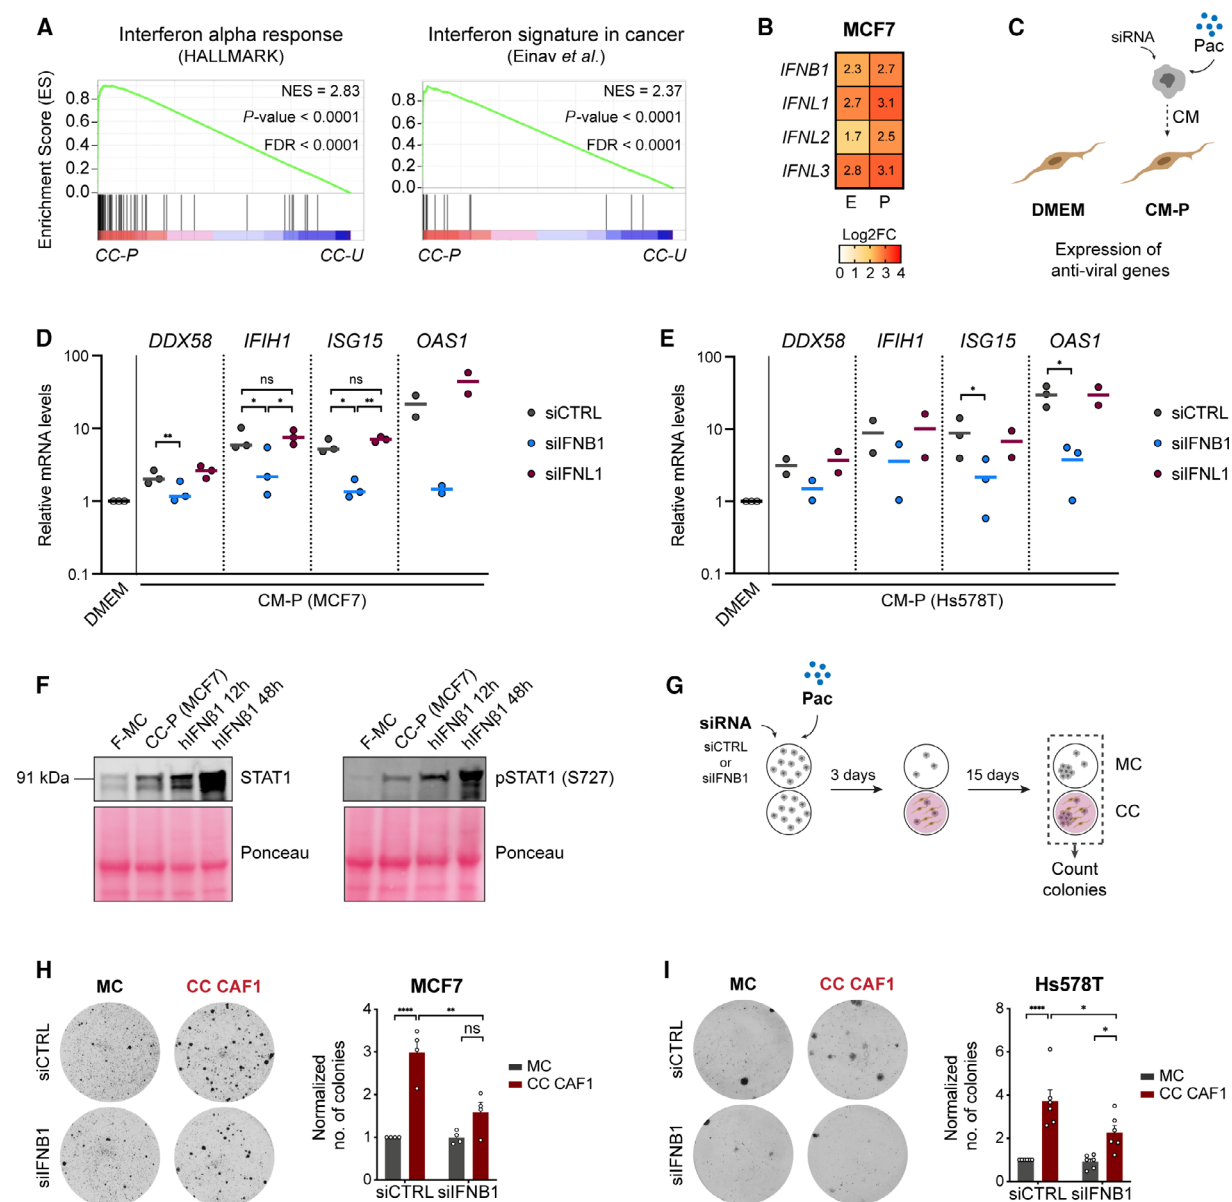 A
Interferon alpha response
(HALLMARK)
Interferon signature in cancer
(Einav et al.)
Enrichment Score (ES)
0.8
0.6
0.4
0.2
0.0
NES = 2.83
P-value < 0.0001
FDR < 0.0001
CC-P
CC-U
0.8
0.6
0.4
0.2
0.0
NES = 2.37
P-value < 0.0001
FDR < 0.0001
CC-P
CC-U
B
MCF7
IFNB1 2.3 2.7
IFNL1 2.7 3.1
IFNL2 1.7 2.5
IFNL3 2.8 3.1
E P
Log2FC
0 1 2 3 4
C
siRNA
Pac
CM
DMEM
CM-P
Expression of
anti-viral genes
D
DDX58 IFIH1 ISG15 OAS1
Relative mRNA levels
100
10
1
0.1
**
ns
* *
ns
* **
siCTRL
siIFNB1
siIFNL1
DMEM
CM-P (MCF7)
E
DDX58 IFIH1 ISG15 OAS1
Relative mRNA levels
100
10
1
0.1
*
*
siCTRL
siIFNB1
siIFNL1
DMEM
CM-P (Hs578T)
F
F-MC
CC-P (MCF7)
hIFNβ1 12h
hIFNβ1 48h
91 kDa
STAT1
Ponceau
F-MC
CC-P (MCF7)
hIFNβ1 12h
hIFNβ1 48h
pSTAT1 (S727)
Ponceau
G
Pac
siRNA
siCTRL
or
siIFNB1
3 days
15 days
MC
CC
Count
colonies
H
MC
CC CAF1
siCTRL
siIFNB1
MCF7
Normalized
no. of colonies
4
3
2
1
0
****
**
ns
MC
CC CAF1
siCTRL siIFNB1
I
MC
CC CAF1
siCTRL
siIFNB1
Hs578T
Normalized
no. of colonies
8
6
4
2
0
****
*
*
MC
CC CAF1
siCTRL siIFNB1